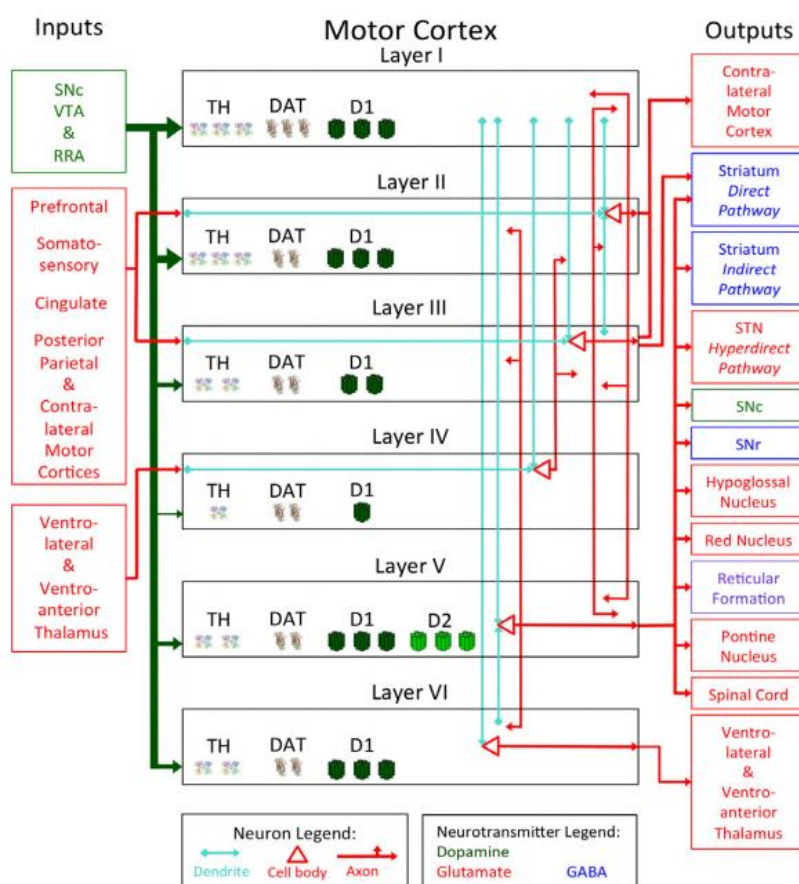 Inputs
Motor Cortex
Outputs
SNc
VTA
&
RRA
Prefrontal
Somato-
sensory
Cingulate
Posterior
Parietal
&
Contra-
lateral
Motor
Cortices
Ventro-
lateral
&
Ventro-
anterior
Thalamus
Layer I
TH DAT D1
Layer II
TH DAT D1
Layer III
TH DAT D1
Layer IV
TH DAT D1
Layer V
TH DAT D1 D2
Layer VI
TH DAT D1
Contra-
lateral
Motor
Cortex
Striatum
Direct
Pathway
Striatum
Indirect
Pathway
STN
Hyperdirect
Pathway
SNc
SNr
Hypoglossal
Nucleus
Red Nucleus
Reticular
Formation
Pontine
Nucleus
Spinal Cord
Ventro-
lateral
&
Ventro-
anterior
Thalamus
Neuron Legend:
Dendrite Cell body Axon
Neurotransmitter Legend:
Dopamine
Glutamate GABA